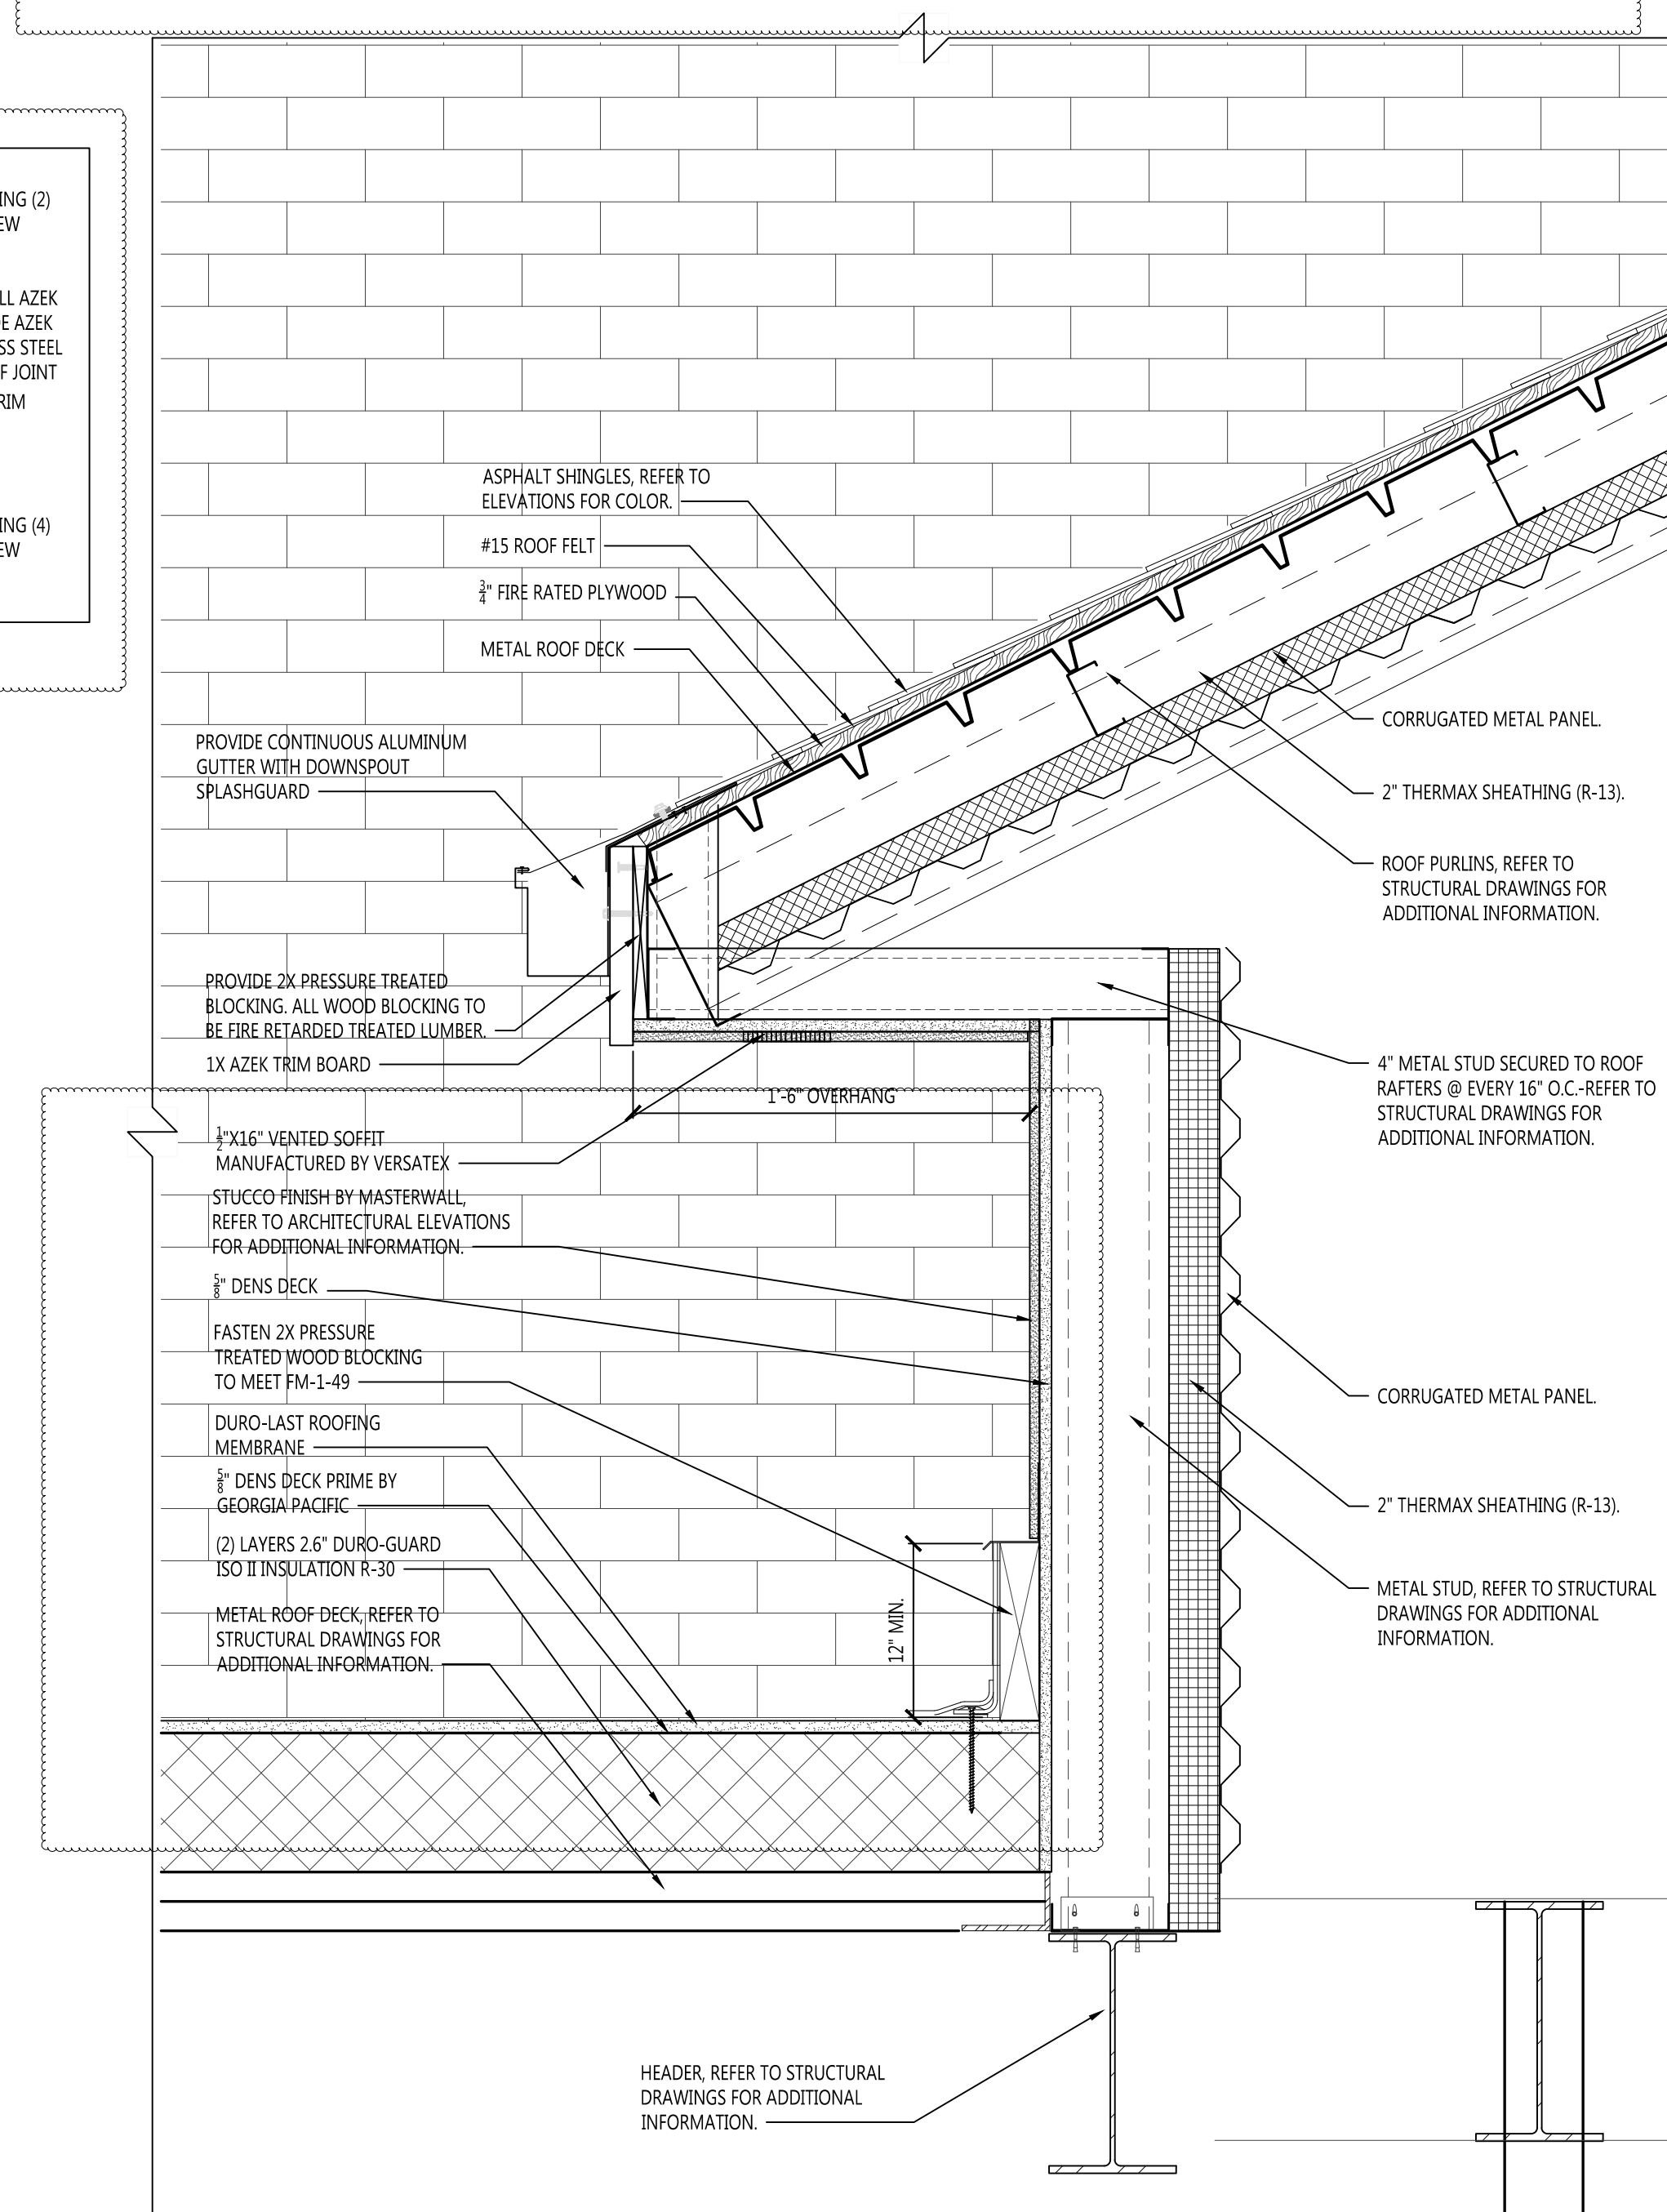 ING (2)
EW
LL AZEK
E AZEK
SS STEEL
F JOINT
RIM
ING (4)
EW
ASPHALT SHINGLES, REFER TO
ELEVATIONS FOR COLOR.
#15 ROOF FELT
3/4" FIRE RATED PLYWOOD
METAL ROOF DECK
PROVIDE CONTINUOUS ALUMINUM
GUTTER WITH DOWNSPOUT
SPLASHGUARD
PROVIDE 2X PRESSURE TREATED
BLOCKING. ALL WOOD BLOCKING TO
BE FIRE RETARDED TREATED LUMBER.
1X AZEK TRIM BOARD
1'-6" OVERHANG
1/2"X16" VENTED SOFFIT
MANUFACTURED BY VERSATEX
STUCCO FINISH BY MASTERWALL,
REFER TO ARCHITECTURAL ELEVATIONS
FOR ADDITIONAL INFORMATION.
5/8" DENS DECK
FASTEN 2X PRESSURE
TREATED WOOD BLOCKING
TO MEET FM-1-49
DURO-LAST ROOFING
MEMBRANE
5/8" DENS DECK PRIME BY
GEORGIA PACIFIC
(2) LAYERS 2.6" DURO-GUARD
ISO II INSULATION R-30
METAL ROOF DECK, REFER TO
STRUCTURAL DRAWINGS FOR
ADDITIONAL INFORMATION.
12" MIN.
CORRUGATED METAL PANEL.
2" THERMAX SHEATHING (R-13).
ROOF PURLINS, REFER TO
STRUCTURAL DRAWINGS FOR
ADDITIONAL INFORMATION.
4" METAL STUD SECURED TO ROOF
RAFTERS @ EVERY 16" O.C.-REFER TO
STRUCTURAL DRAWINGS FOR
ADDITIONAL INFORMATION.
CORRUGATED METAL PANEL.
2" THERMAX SHEATHING (R-13).
METAL STUD, REFER TO STRUCTURAL
DRAWINGS FOR ADDITIONAL
INFORMATION.
HEADER, REFER TO STRUCTURAL
DRAWINGS FOR ADDITIONAL
INFORMATION.